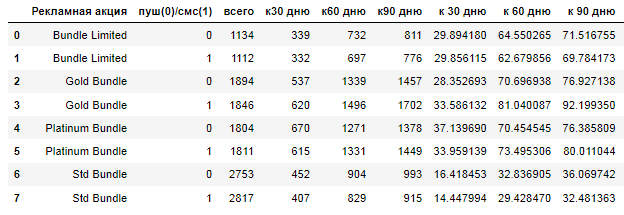 Рекламная акция пуш(0)/смс(1) всего к30 дню к60 дню к90 дню к 30 дню к 60 дню к 90 дню
0 Bundle Limited 0 1134 339 732 811 29.894180 64.550265 71.516755
1 Bundle Limited 1 1112 332 697 776 29.856115 62.679856 69.784173
2 Gold Bundle 0 1894 537 1339 1457 28.352693 70.696938 76.927138
3 Gold Bundle 1 1846 620 1496 1702 33.586132 81.040087 92.199350
4 Platinum Bundle 0 1804 670 1271 1378 37.139690 70.454545 76.385809
5 Platinum Bundle 1 1811 615 1331 1449 33.959139 73.495306 80.011044
6 Std Bundle 0 2753 452 904 993 16.418453 32.836905 36.069742
7 Std Bundle 1 2817 407 829 915 14.447994 29.428470 32.481363